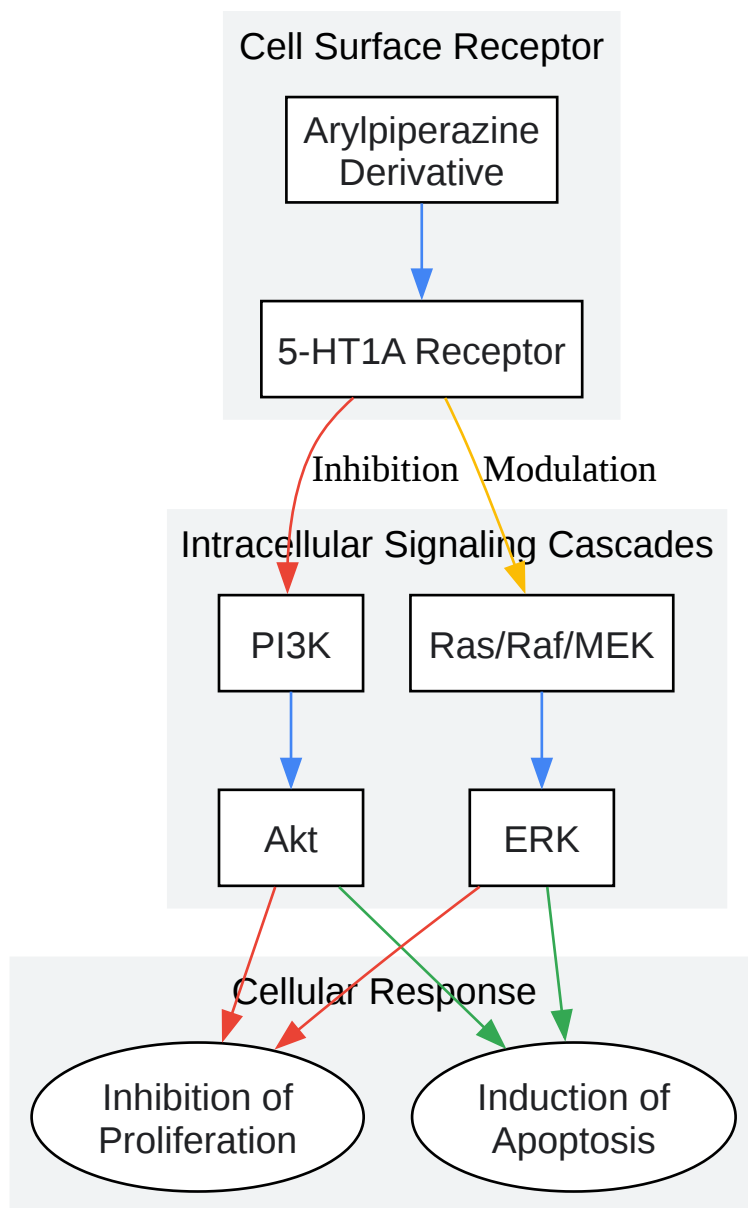 Cell Surface Receptor
Arylpiperazine
Derivative
5-HT1A Receptor
Inhibition
Modulation
Intracellular Signaling Cascades
PI3K
Ras/Raf/MEK
Akt
ERK
Cellular Response
Inhibition of
Proliferation
Induction of
Apoptosis